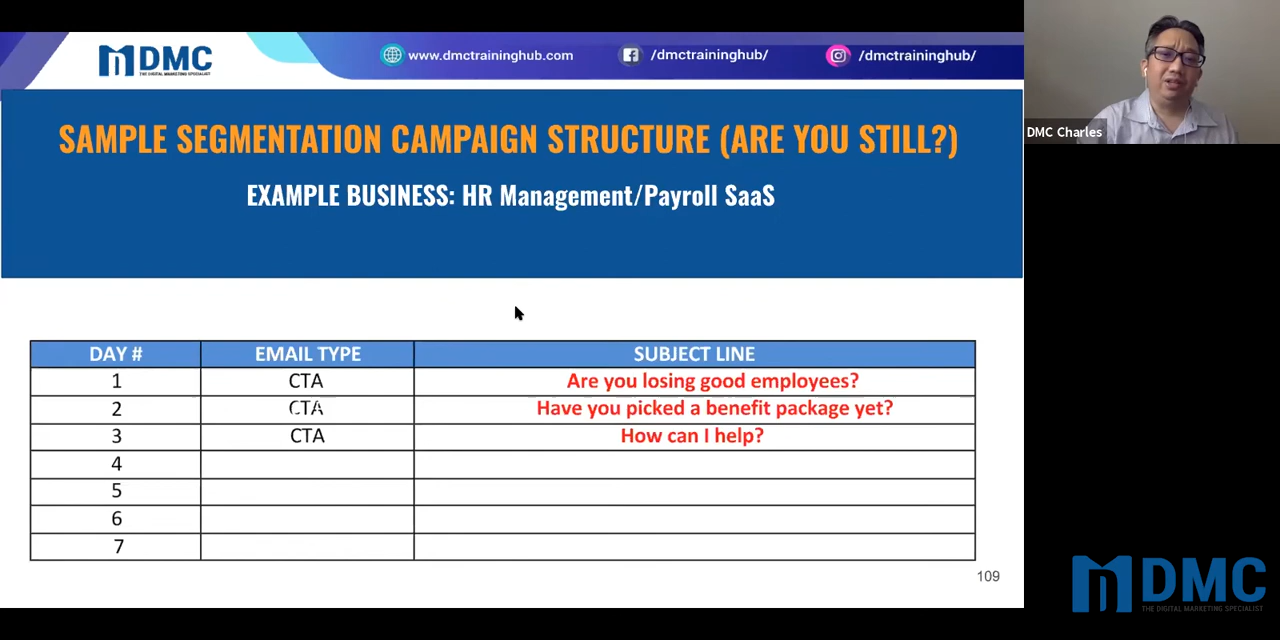 DMC
THE DIGITAL MARKETING SPECIALIST
www.dmctraininghub.com
/dmctraininghub/
/dmctraininghub/
DMC Charles
SAMPLE SEGMENTATION CAMPAIGN STRUCTURE (ARE YOU STILL?)
EXAMPLE BUSINESS: HR Management/Payroll SaaS
DAY # EMAIL TYPE SUBJECT LINE
1 CTA Are you losing good employees?
2 CTA Have you picked a benefit package yet?
3 CTA How can I help?
4
5
6
7
109
DMC
THE DIGITAL MARKETING SPECIALIST